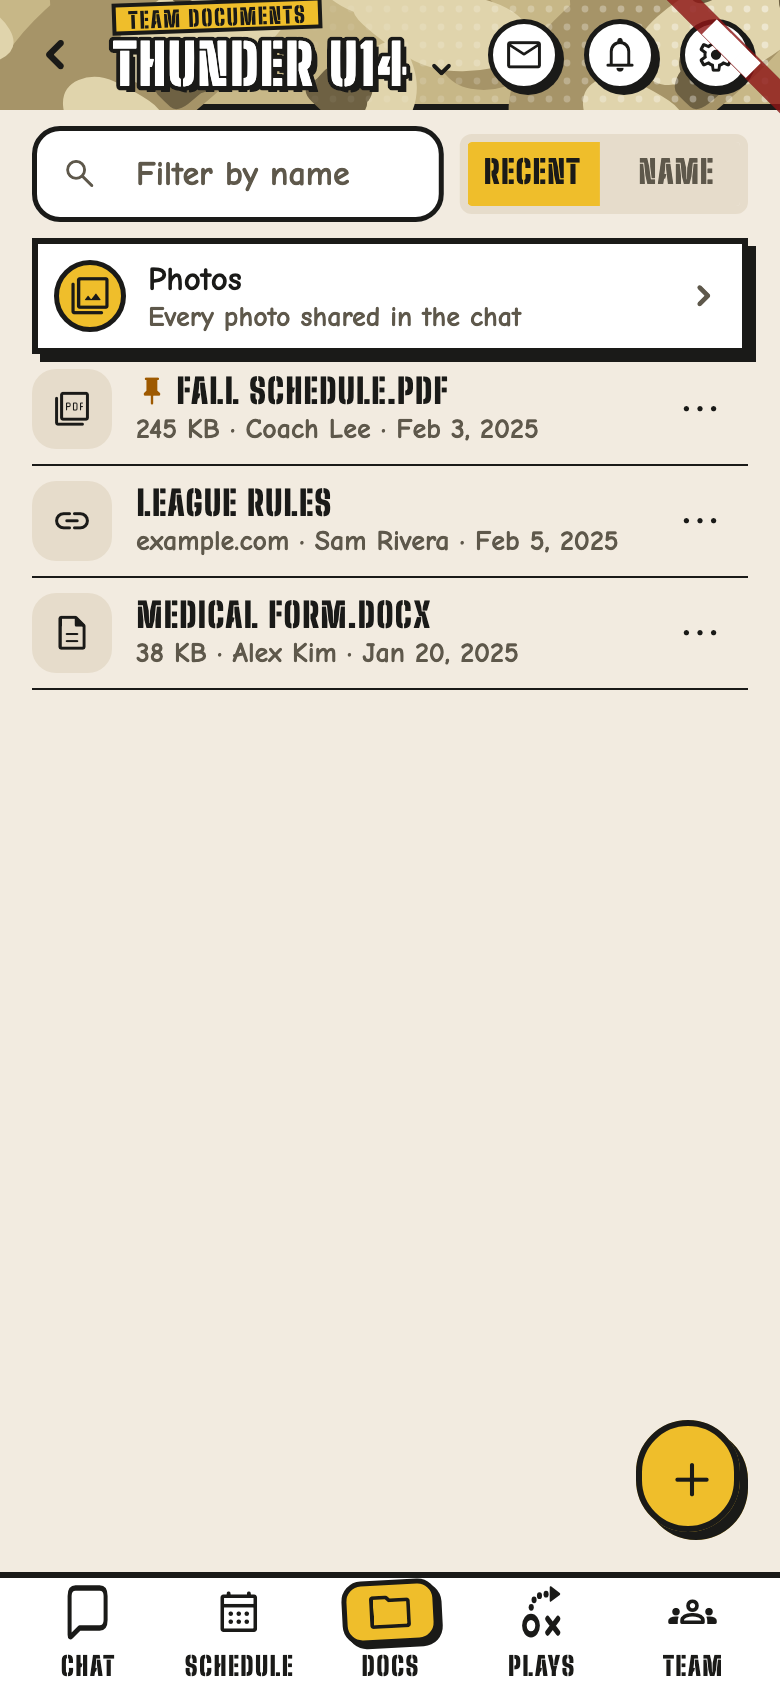 TEAM DOCUMENTS
THUNDER U14
Filter by name
RECENT
NAME
Photos
Every photo shared in the chat
PDF
FALL SCHEDULE.PDF
245 KB · Coach Lee · Feb 3, 2025
LEAGUE RULES
example.com · Sam Rivera · Feb 5, 2025
MEDICAL FORM.DOCX
38 KB · Alex Kim · Jan 20, 2025
CHAT
SCHEDULE
DOCS
PLAYS
TEAM